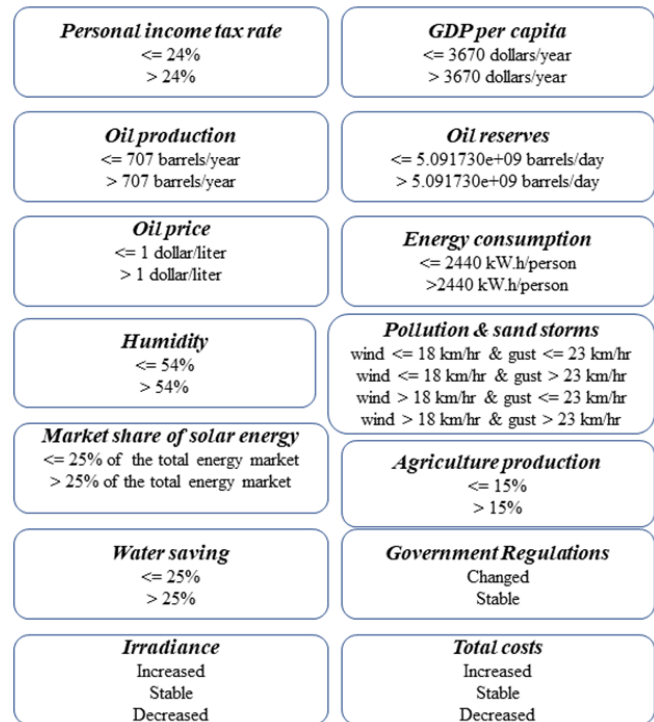 Personal income tax rate
<= 24%
> 24%
GDP per capita
<= 3670 dollars/year
> 3670 dollars/year
Oil production
<= 707 barrels/year
> 707 barrels/year
Oil reserves
<= 5.091730e+09 barrels/day
> 5.091730e+09 barrels/day
Oil price
<= 1 dollar/liter
> 1 dollar/liter
Energy consumption
<= 2440 kW.h/person
>2440 kW.h/person
Humidity
<= 54%
> 54%
Pollution & sand storms
wind <= 18 km/hr & gust <= 23 km/hr
wind <= 18 km/hr & gust > 23 km/hr
wind > 18 km/hr & gust <= 23 km/hr
wind > 18 km/hr & gust > 23 km/hr
Market share of solar energy
<= 25% of the total energy market
> 25% of the total energy market
Agriculture production
<= 15%
> 15%
Water saving
<= 25%
> 25%
Government Regulations
Changed
Stable
Irradiance
Increased
Stable
Decreased
Total costs
Increased
Stable
Decreased